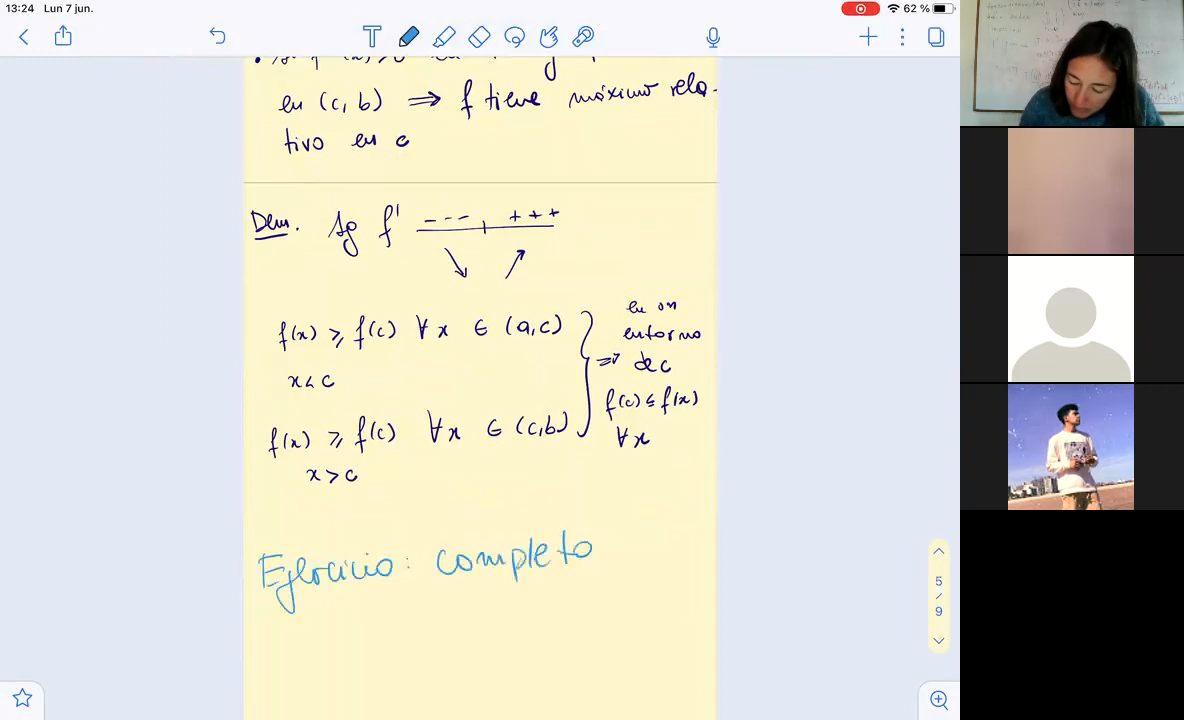 13:24 Lun 7 jun.
62 %
en (c, b) ⟹ f tiene máximo rela-
tivo en c
Dem. Sg f' --- +++
f(x) ≥ f(c) ∀x ∈ (a,c)
x < c
f(x) ≥ f(c) ∀x ∈ (c,b)
x > c
⇒
en un
entorno
de c
f(c) ≤ f(x)
∀x
Ejercicio: completo
5
/
9